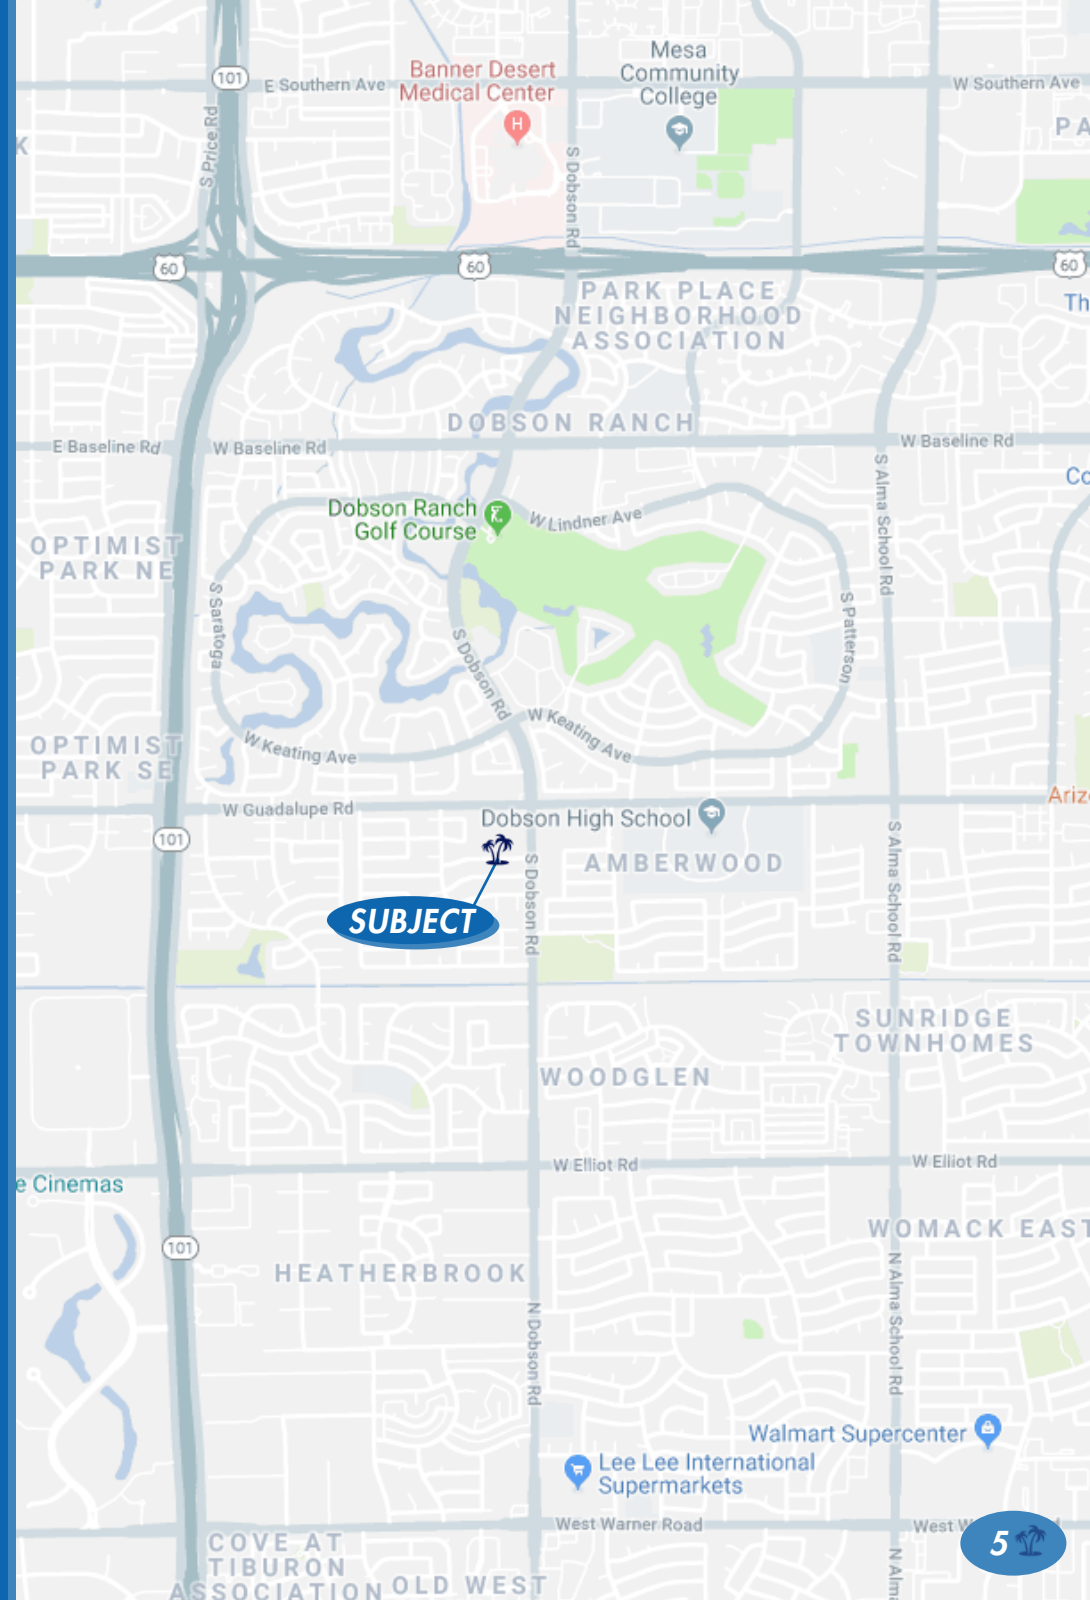 Mesa
Community
College
Banner Desert
Medical Center
H
101
E Southern Ave
W Southern Ave
S Price Rd
K
PA
S Dobson Rd
60
60
60
PARK PLACE
NEIGHBORHOOD
ASSOCIATION
Th
DOBSON RANCH
E Baseline Rd
W Baseline Rd
W Baseline Rd
S Alma School Rd
Co
Dobson Ranch
Golf Course
W Lindner Ave
OPTIMIST
PARK NE
S Saratoga
S Patterson
S Dobson Rd
W Keating Ave
W Keating Ave
OPTIMIST
PARK SE
W Guadalupe Rd
Ariz
Dobson High School
101
AMBERWOOD
S Dobson Rd
S Alma School Rd
SUBJECT
SUNRIDGE
TOWNHOMES
WOODGLEN
W Elliot Rd
W Elliot Rd
e Cinemas
WOMACK EAST
101
HEATHERBROOK
N Dobson Rd
N Alma School Rd
Walmart Supercenter
Lee Lee International
Supermarkets
West Warner Road
West W
d
5
COVE AT
TIBURON
ASSOCIATION
OLD WEST
N Alma